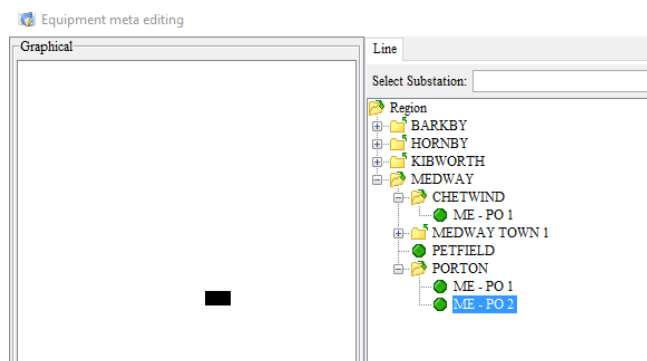 Equipment meta editing
Graphical
Line
Select Substation:
Region
BARKBY
HORNBY
KIBWORTH
MEDWAY
CHETWIND
ME - PO 1
MEDWAY TOWN 1
PETFIELD
PORTON
ME - PO 1
ME - PO 2